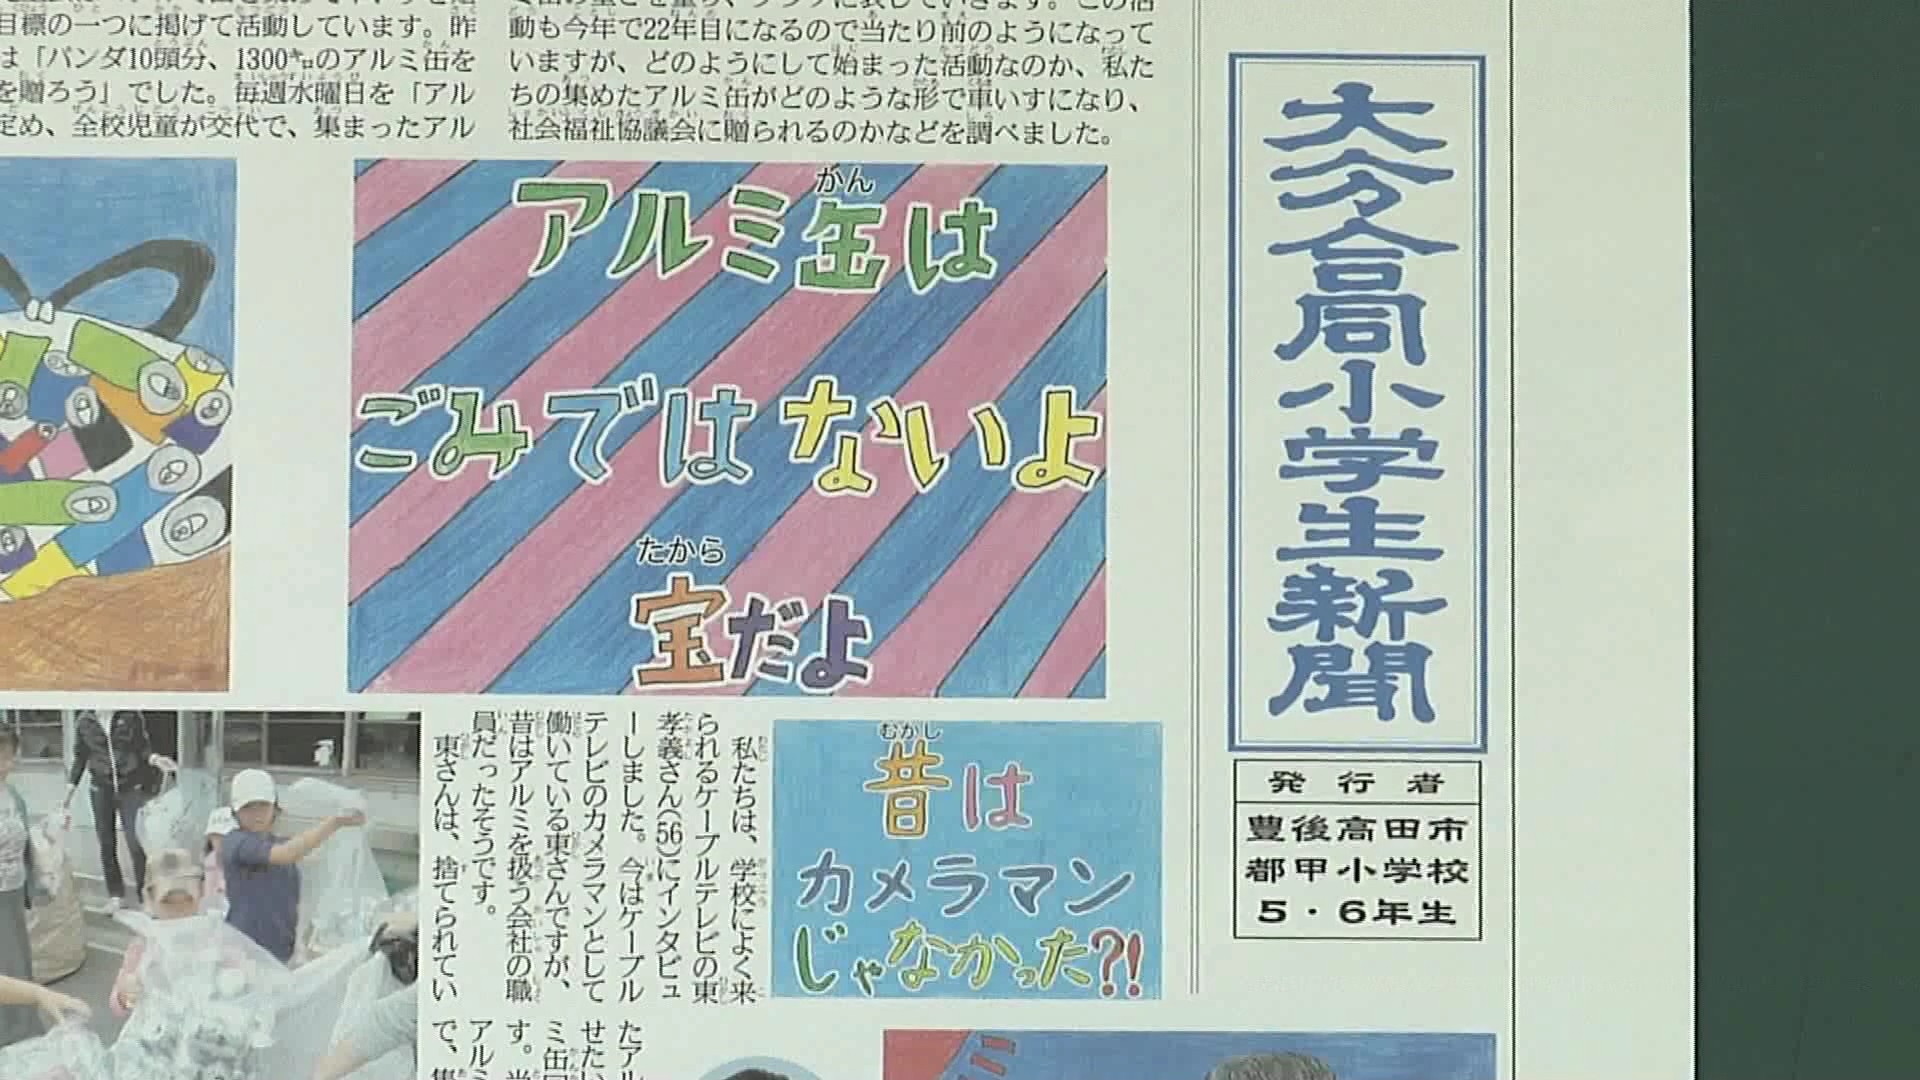 大分合同小学生新聞
発行者
豊後高田市
都甲小学校
5・6年生
目標の一つに掲げて活動しています。昨
は「パンダ10頭分、1300㌔のアルミ缶を
を贈ろう」でした。毎週水曜日を「アル
定め、全校児童が交代で、集まったアル
動も今年で22年目になるので当たり前のようになって
いますが、どのようにして始まった活動なのか、私た
ちの集めたアルミ缶がどのような形で車いすになり、
社会福祉協議会に贈られるのかなどを調べました。
かん
アルミ缶は
ごみではないよ
たから
宝だよ
むかし
昔は
カメラマン
じゃなかった?!
私たちは、学校によく来
られるケーブルテレビの東
孝義さん(56)にインタビュ
ーしました。今はケーブル
テレビのカメラマンとして
働いている東さんですが、
昔はアルミを扱う会社の職
員だったそうです。
東さんは、捨てられてい
たアル
せたい
ミ缶回
す。
アルミ
で、集
ミ